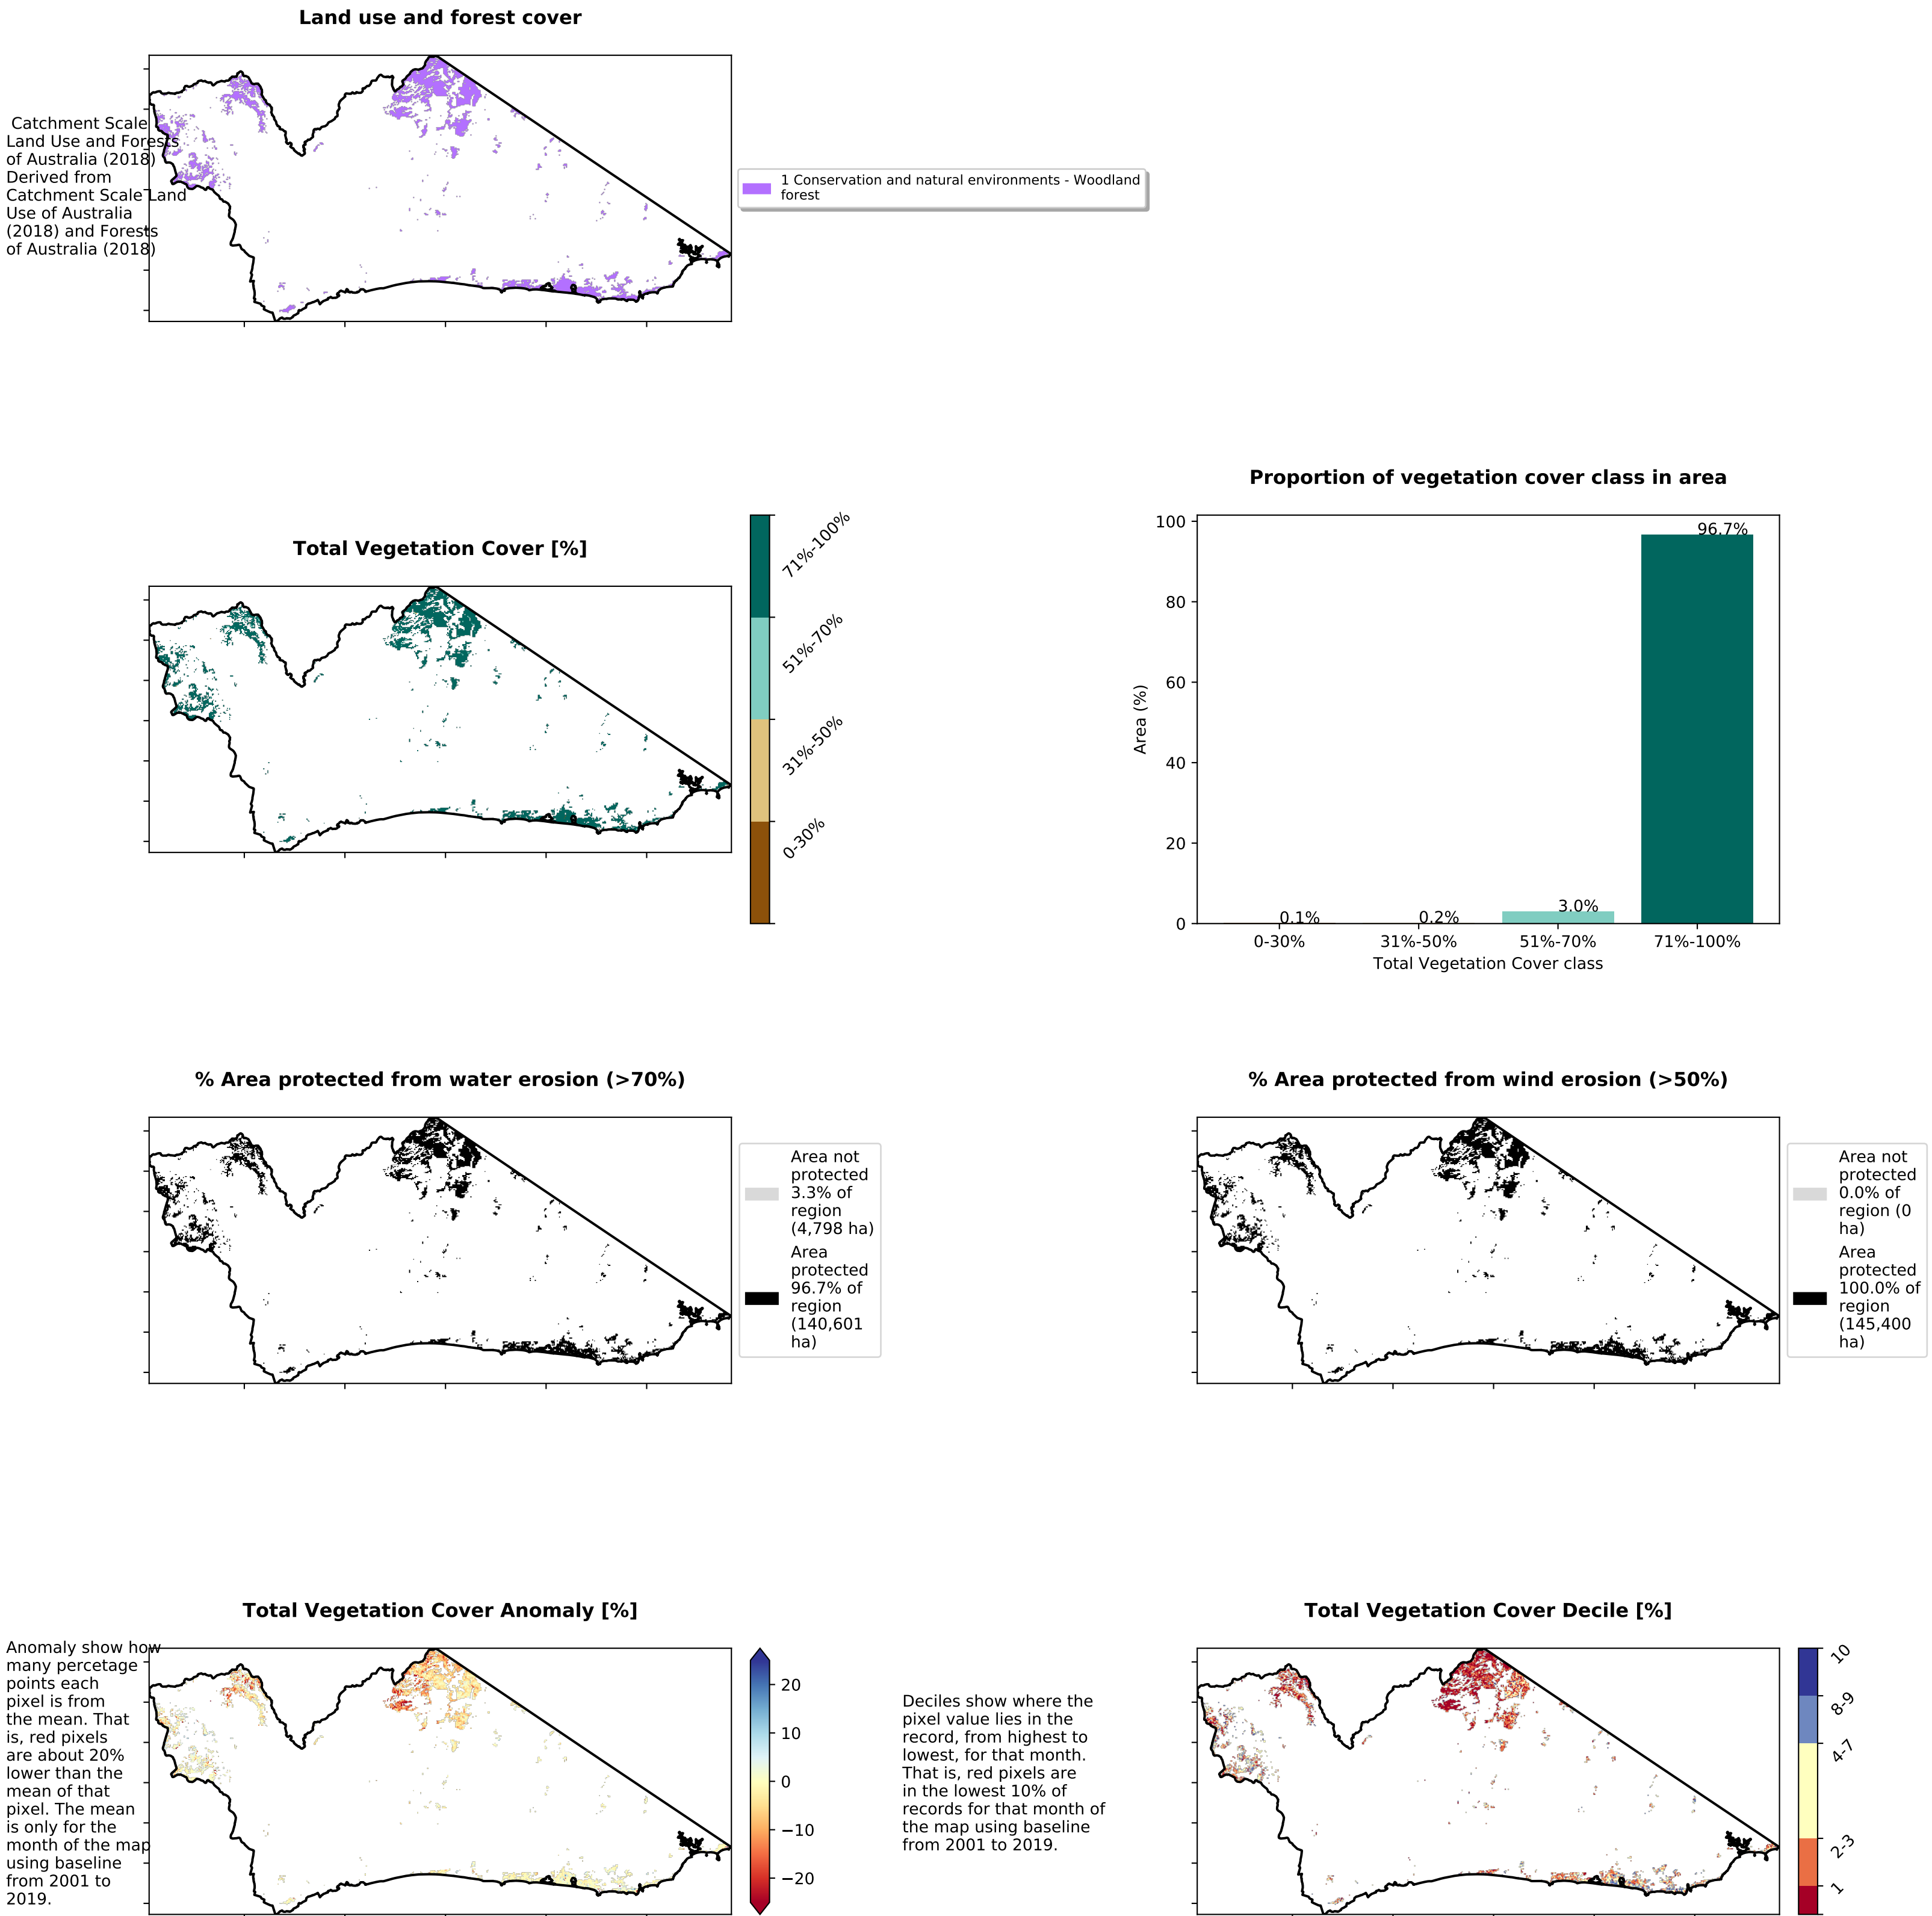 Land use and forest cover
Catchment Scale
Land Use and Forests
of Australia (2018)
Derived from
Catchment Scale Land
Use of Australia
(2018) and Forests
of Australia (2018)
1 Conservation and natural environments - Woodland
forest
Total Vegetation Cover [%]
71%-100%
51%-70%
31%-50%
0-30%
Proportion of vegetation cover class in area
100
80
60
40
20
0
Area (%)
0.1%
0.2%
3.0%
96.7%
0-30%
31%-50%
51%-70%
71%-100%
Total Vegetation Cover class
% Area protected from water erosion (>70%)
Area not
protected
3.3% of
region
(4,798 ha)
Area
protected
96.7% of
region
(140,601
ha)
% Area protected from wind erosion (>50%)
Area not
protected
0.0% of
region (0
ha)
Area
protected
100.0% of
region
(145,400
ha)
Total Vegetation Cover Anomaly [%]
Anomaly show how
many percetage
points each
pixel is from
the mean. That
is, red pixels
are about 20%
lower than the
mean of that
pixel. The mean
is only for the
month of the map
using baseline
from 2001 to
2019.
20
10
0
−10
−20
Total Vegetation Cover Decile [%]
Deciles show where the
pixel value lies in the
record, from highest to
lowest, for that month.
That is, red pixels are
in the lowest 10% of
records for that month of
the map using baseline
from 2001 to 2019.
10
8-9
4-7
2-3
1